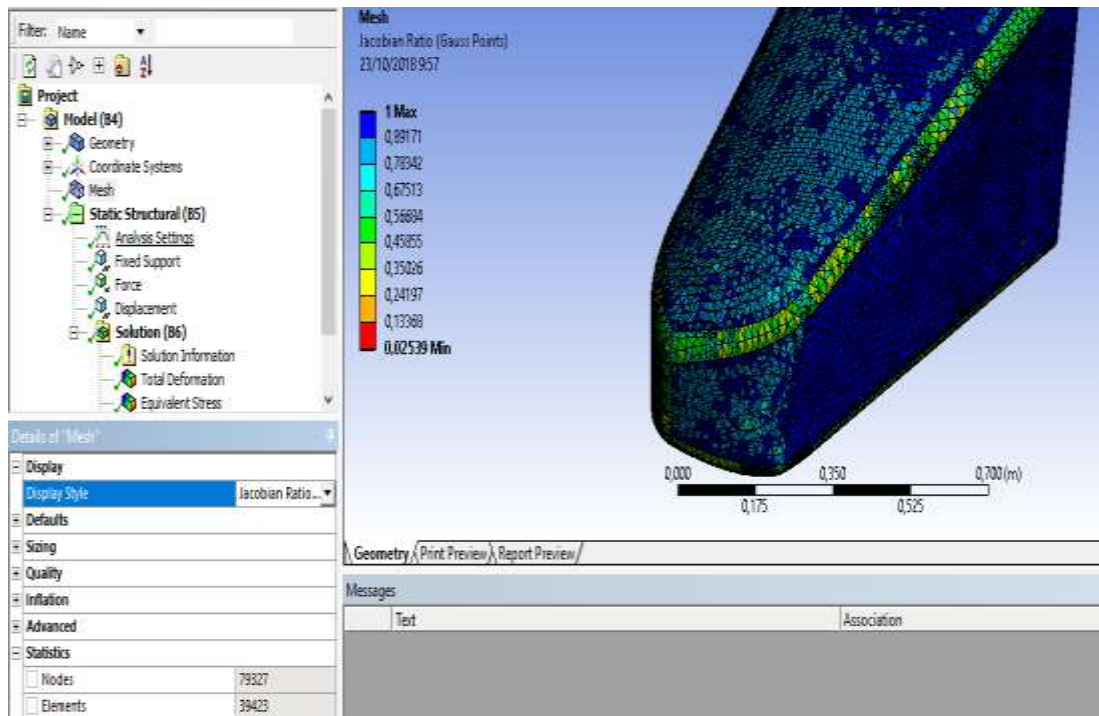 Filter: Name
Project
Model (B4)
Geometry
Coordinate Systems
Mesh
Static Structural (B5)
Analysis Settings
Fixed Support
Force
Displacement
Solution (B6)
Solution Information
Total Deformation
Equivalent Stress
Details of "Mesh"
Display
Display Style Jacobian Ratio...
Defaults
Sizing
Quality
Inflation
Advanced
Statistics
Nodes 79327
Elements 39423
Mesh
Jacobian Ratio (Gauss Points)
23/10/2018 9:57
1 Max
0,89171
0,78342
0,67513
0,56684
0,45855
0,35026
0,24197
0,13368
0,02539 Min
0,000 0,350 0,700 (m)
0,175 0,525
Geometry Print Preview Report Preview
Messages
Text Association